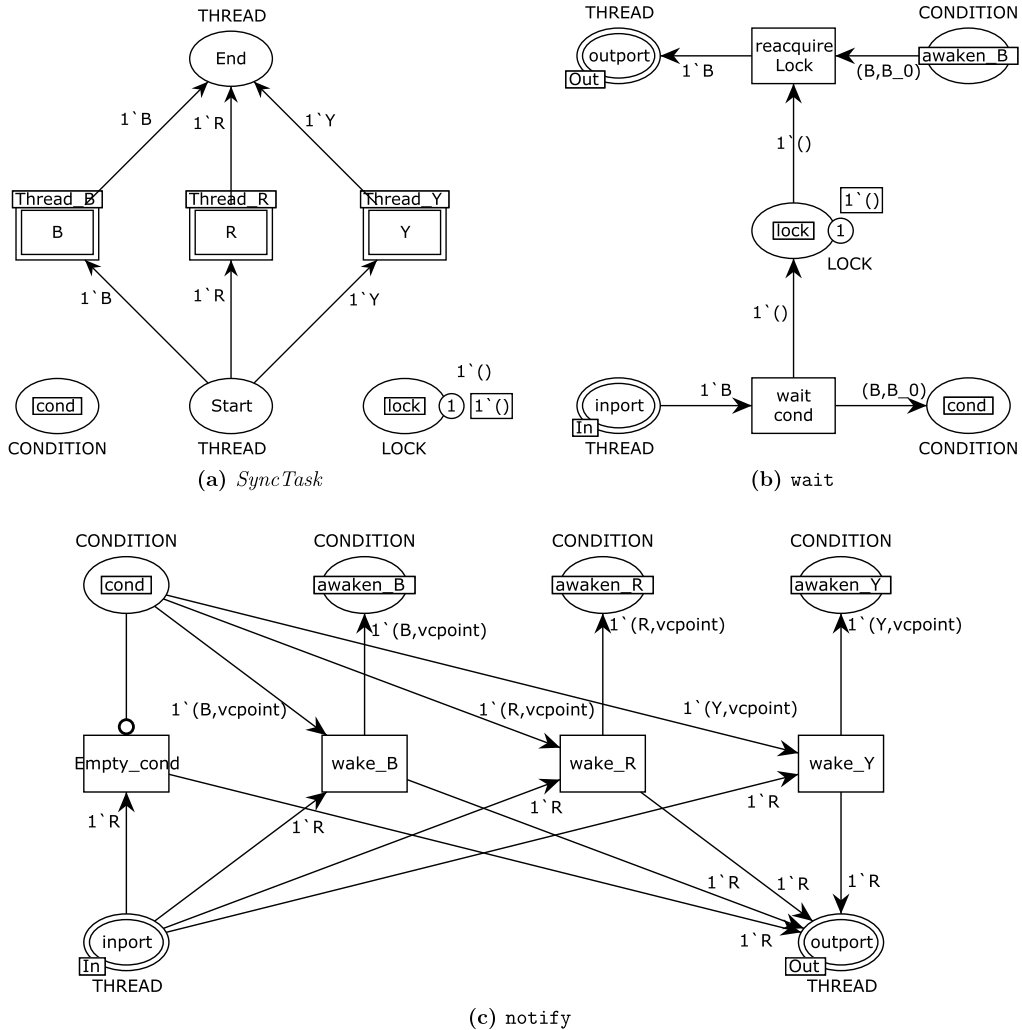 THREAD
End
1`B
1`R
1`Y
Thread_B
Thread_R
Thread_Y
B
R
Y
1`B
1`R
1`Y
cond
CONDITION
Start
THREAD
lock
1
1`()
1`()
LOCK
(a) SyncTask
THREAD
outport
Out
1`B
reacquire
Lock
CONDITION
awaken_B
(B,B_0)
1`()
lock
1
1`()
LOCK
1`()
inport
In
THREAD
1`B
wait
cond
(B,B_0)
cond
CONDITION
(b) wait
CONDITION
cond
CONDITION
awaken_B
CONDITION
awaken_R
CONDITION
awaken_Y
1`(B,vcpoint)
1`(R,vcpoint)
1`(Y,vcpoint)
1`(B,vcpoint)
1`(R,vcpoint)
1`(Y,vcpoint)
Empty_cond
wake_B
wake_R
wake_Y
1`R
1`R
1`R
1`R
1`R
1`R
1`R
1`R
inport
In
THREAD
outport
Out
THREAD
(c) notify